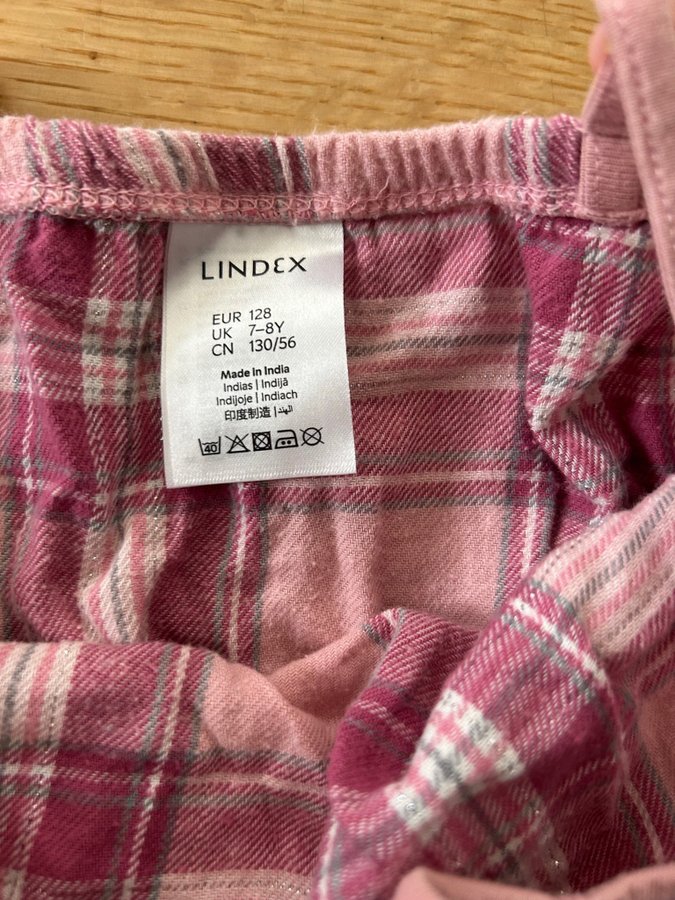 LINDEX
EUR 128
UK 7–8Y
CN 130/56
Made in India
Indias | Indijā
Indijoje | Indiach
印度制造 | الهند
40